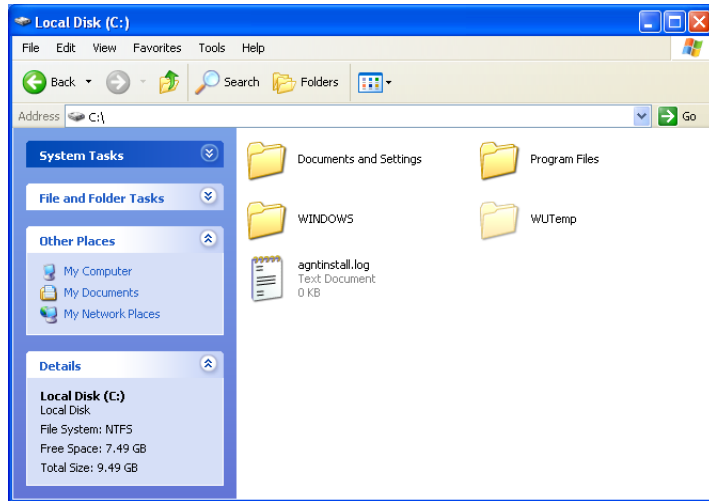 Local Disk (C:)
File Edit View Favorites Tools Help
Back Search Folders
Address C:\ Go
System Tasks
File and Folder Tasks
Other Places
My Computer
My Documents
My Network Places
Details
Local Disk (C:)
Local Disk
File System: NTFS
Free Space: 7.49 GB
Total Size: 9.49 GB
Documents and Settings
Program Files
WINDOWS
WUTemp
agntinstall.log
Text Document
0 KB